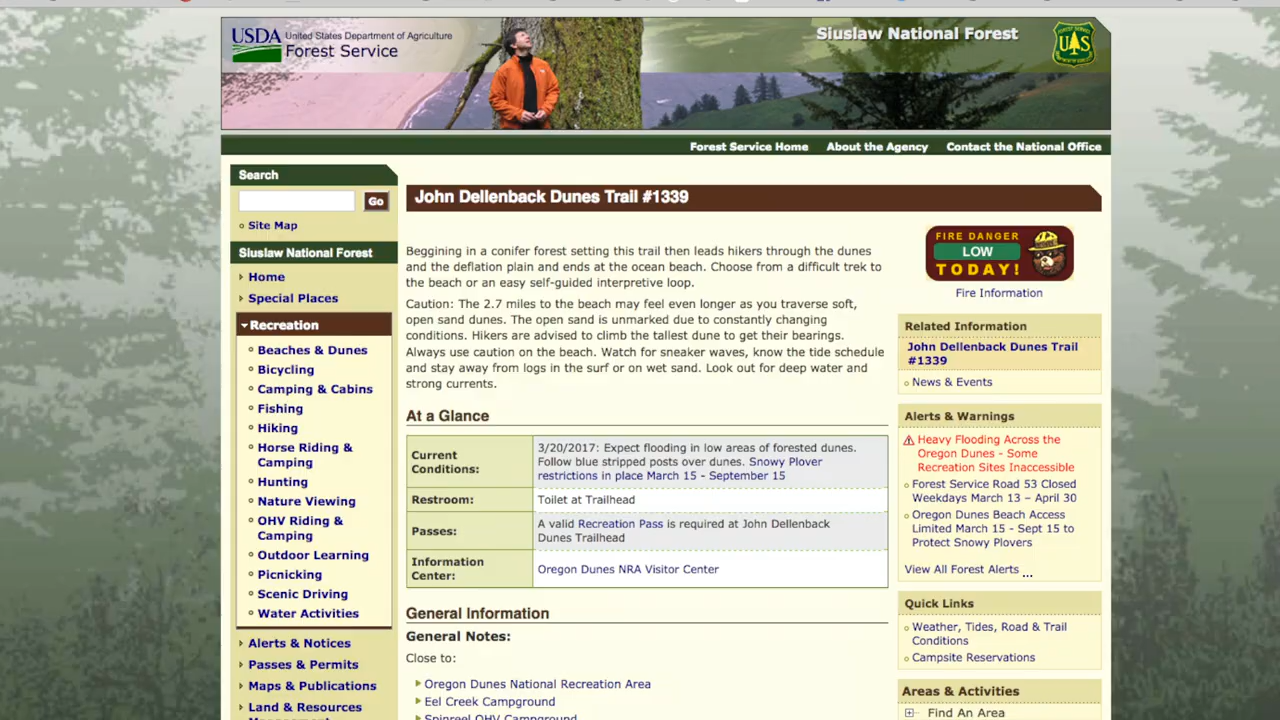 USDA United States Department of Agriculture
Forest Service
Siuslaw National Forest
FOREST SERVICE
US
Forest Service Home About the Agency Contact the National Office
Search
Go
Site Map
Siuslaw National Forest
Home
Special Places
Recreation
Beaches & Dunes
Bicycling
Camping & Cabins
Fishing
Hiking
Horse Riding &
Camping
Hunting
Nature Viewing
OHV Riding &
Camping
Outdoor Learning
Picnicking
Scenic Driving
Water Activities
Alerts & Notices
Passes & Permits
Maps & Publications
Land & Resources
John Dellenback Dunes Trail #1339
Beggining in a conifer forest setting this trail then leads hikers through the dunes
and the deflation plain and ends at the ocean beach. Choose from a difficult trek to
the beach or an easy self-guided interpretive loop.
Caution: The 2.7 miles to the beach may feel even longer as you traverse soft,
open sand dunes. The open sand is unmarked due to constantly changing
conditions. Hikers are advised to climb the tallest dune to get their bearings.
Always use caution on the beach. Watch for sneaker waves, know the tide schedule
and stay away from logs in the surf or on wet sand. Look out for deep water and
strong currents.
At a Glance
Current
Conditions:
3/20/2017: Expect flooding in low areas of forested dunes.
Follow blue stripped posts over dunes. Snowy Plover
restrictions in place March 15 - September 15
Restroom: Toilet at Trailhead
Passes:
A valid Recreation Pass is required at John Dellenback
Dunes Trailhead
Information
Center:
Oregon Dunes NRA Visitor Center
General Information
General Notes:
Close to:
Oregon Dunes National Recreation Area
Eel Creek Campground
Spinreel OHV Campground
FIRE DANGER
LOW
TODAY!
Fire Information
Related Information
John Dellenback Dunes Trail
#1339
News & Events
Alerts & Warnings
Heavy Flooding Across the
Oregon Dunes - Some
Recreation Sites Inaccessible
Forest Service Road 53 Closed
Weekdays March 13 – April 30
Oregon Dunes Beach Access
Limited March 15 - Sept 15 to
Protect Snowy Plovers
View All Forest Alerts ...
Quick Links
Weather, Tides, Road & Trail
Conditions
Campsite Reservations
Areas & Activities
Find An Area